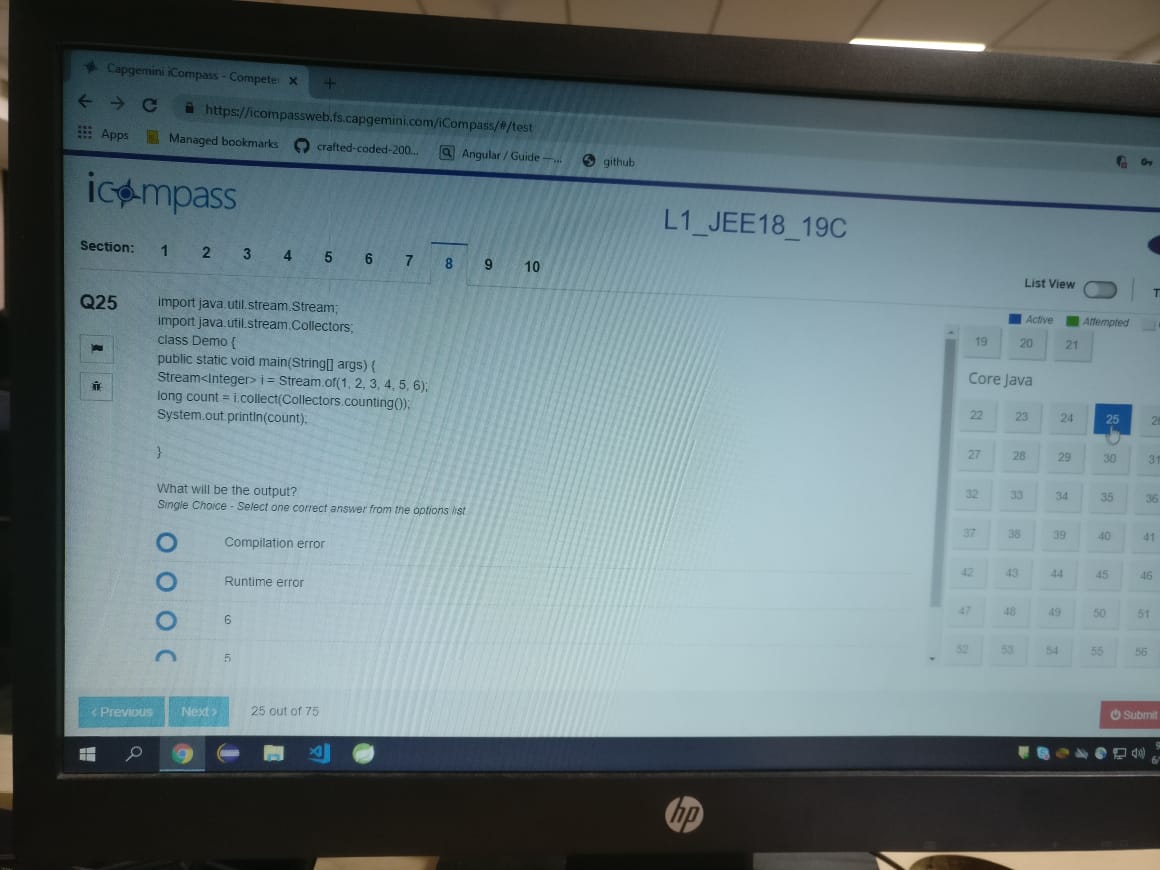 Capgemini iCompass - Compete
https://icompassweb.fs.capgemini.com/iCompass/#/test
Apps Managed bookmarks crafted-coded-200... Angular / Guide —... github
icompass
L1_JEE18_19C
Section: 1 2 3 4 5 6 7 8 9 10
List View
Active Attempted
Q25
import java.util.stream.Stream;
import java.util.stream.Collectors;
class Demo {
public static void main(String[] args) {
Stream<Integer> i = Stream.of(1, 2, 3, 4, 5, 6);
long count = i.collect(Collectors.counting());
System.out.println(count);
}
What will be the output?
Single Choice - Select one correct answer from the options list
Compilation error
Runtime error
6
5
19 20 21
Core Java
22 23 24 25
27 28 29 30 31
32 33 34 35 36
37 38 39 40 41
42 43 44 45 46
47 48 49 50 51
52 53 54 55 56
< Previous Next > 25 out of 75
Submit
hp